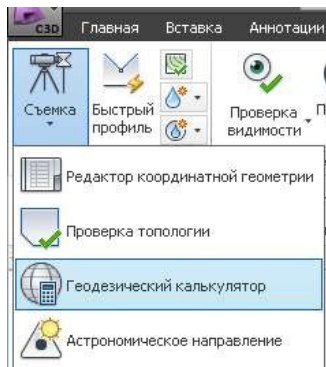 C3D
Главная Вставка Аннотации
Съемка
Быстрый
профиль
Проверка
видимости
Редактор координатной геометрии
Проверка топологии
Геодезический калькулятор
Астрономическое направление